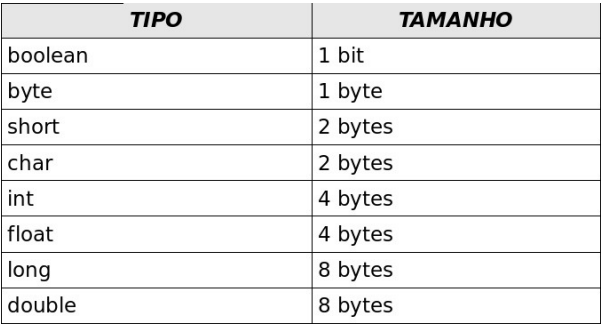 TIPO TAMANHO
boolean 1 bit
byte 1 byte
short 2 bytes
char 2 bytes
int 4 bytes
float 4 bytes
long 8 bytes
double 8 bytes